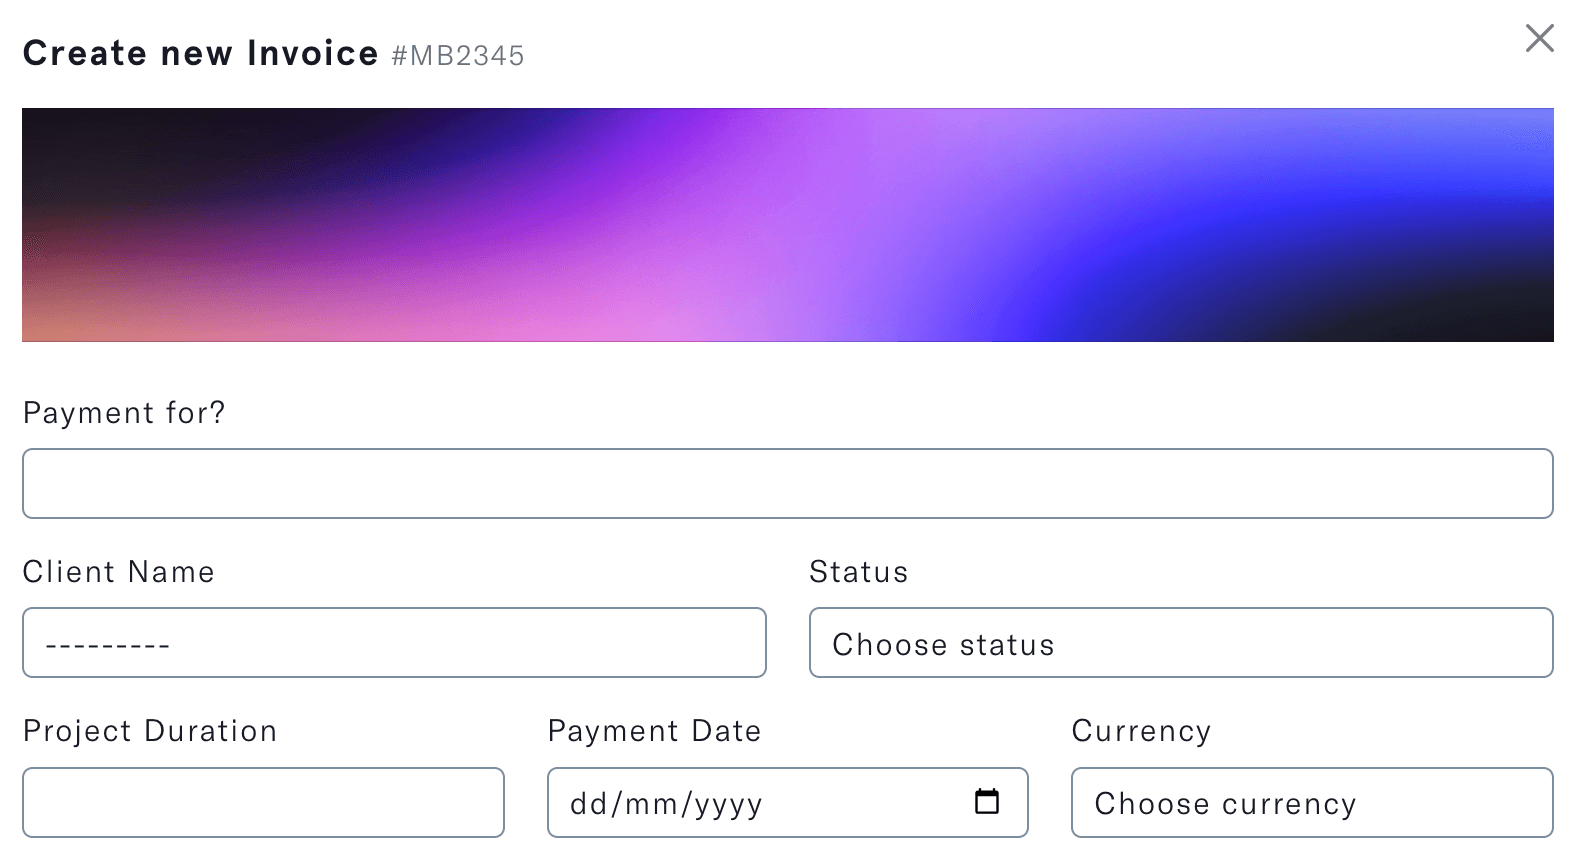 Create new Invoice #MB2345
Payment for?
Client Name
Status
---------
Choose status
Project Duration
Payment Date
Currency
dd/mm/yyyy
Choose currency